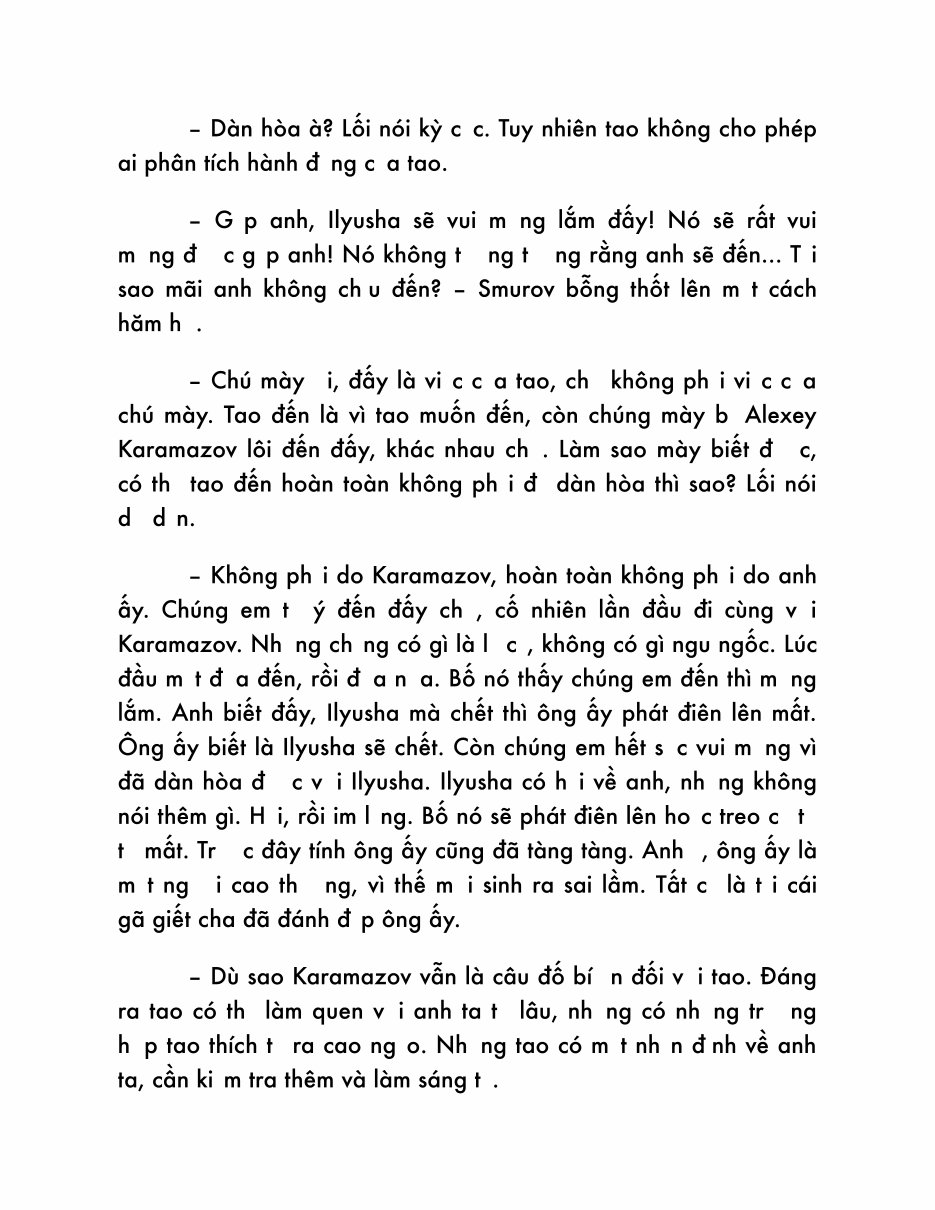 – Dàn hòa à? Lối nói kỳ c c. Tuy nhiên tao không cho phép
ai phân tích hành đ ng c a tao.
– G p anh, Ilyusha sẽ vui m ng lắm đấy! Nó sẽ rất vui
m ng đ c g p anh! Nó không t ng t ng rằng anh sẽ đến... T i
sao mãi anh không ch u đến? – Smurov bỗng thốt lên m t cách
hăm h .
– Chú mày i, đấy là vi c c a tao, ch không ph i vi c c a
chú mày. Tao đến là vì tao muốn đến, còn chúng mày b Alexey
Karamazov lôi đến đấy, khác nhau ch . Làm sao mày biết đ c,
có th tao đến hoàn toàn không ph i đ dàn hòa thì sao? Lối nói
d d n.
– Không ph i do Karamazov, hoàn toàn không ph i do anh
ấy. Chúng em t ý đến đấy ch , cố nhiên lần đầu đi cùng v i
Karamazov. Nh ng ch ng có gì là l c , không có gì ngu ngốc. Lúc
đầu m t đ a đến, rồi đ a n a. Bố nó thấy chúng em đến thì m ng
lắm. Anh biết đấy, Ilyusha mà chết thì ông ấy phát điên lên mất.
Ông ấy biết là Ilyusha sẽ chết. Còn chúng em hết s c vui m ng vì
đã dàn hòa đ c v i Ilyusha. Ilyusha có h i về anh, nh ng không
nói thêm gì. H i, rồi im l ng. Bố nó sẽ phát điên lên ho c treo c t
t mất. Tr c đây tính ông ấy cũng đã tàng tàng. Anh , ông ấy là
m t ng i cao th ng, vì thế m i sinh ra sai lầm. Tất c là t i cái
gã giết cha đã đánh đ p ông ấy.
– Dù sao Karamazov vẫn là câu đố bí n đối v i tao. Đáng
ra tao có th làm quen v i anh ta t lâu, nh ng có nh ng tr ng
h p tao thích t ra cao ng o. Nh ng tao có m t nh n đ nh về anh
ta, cần ki m tra thêm và làm sáng t .